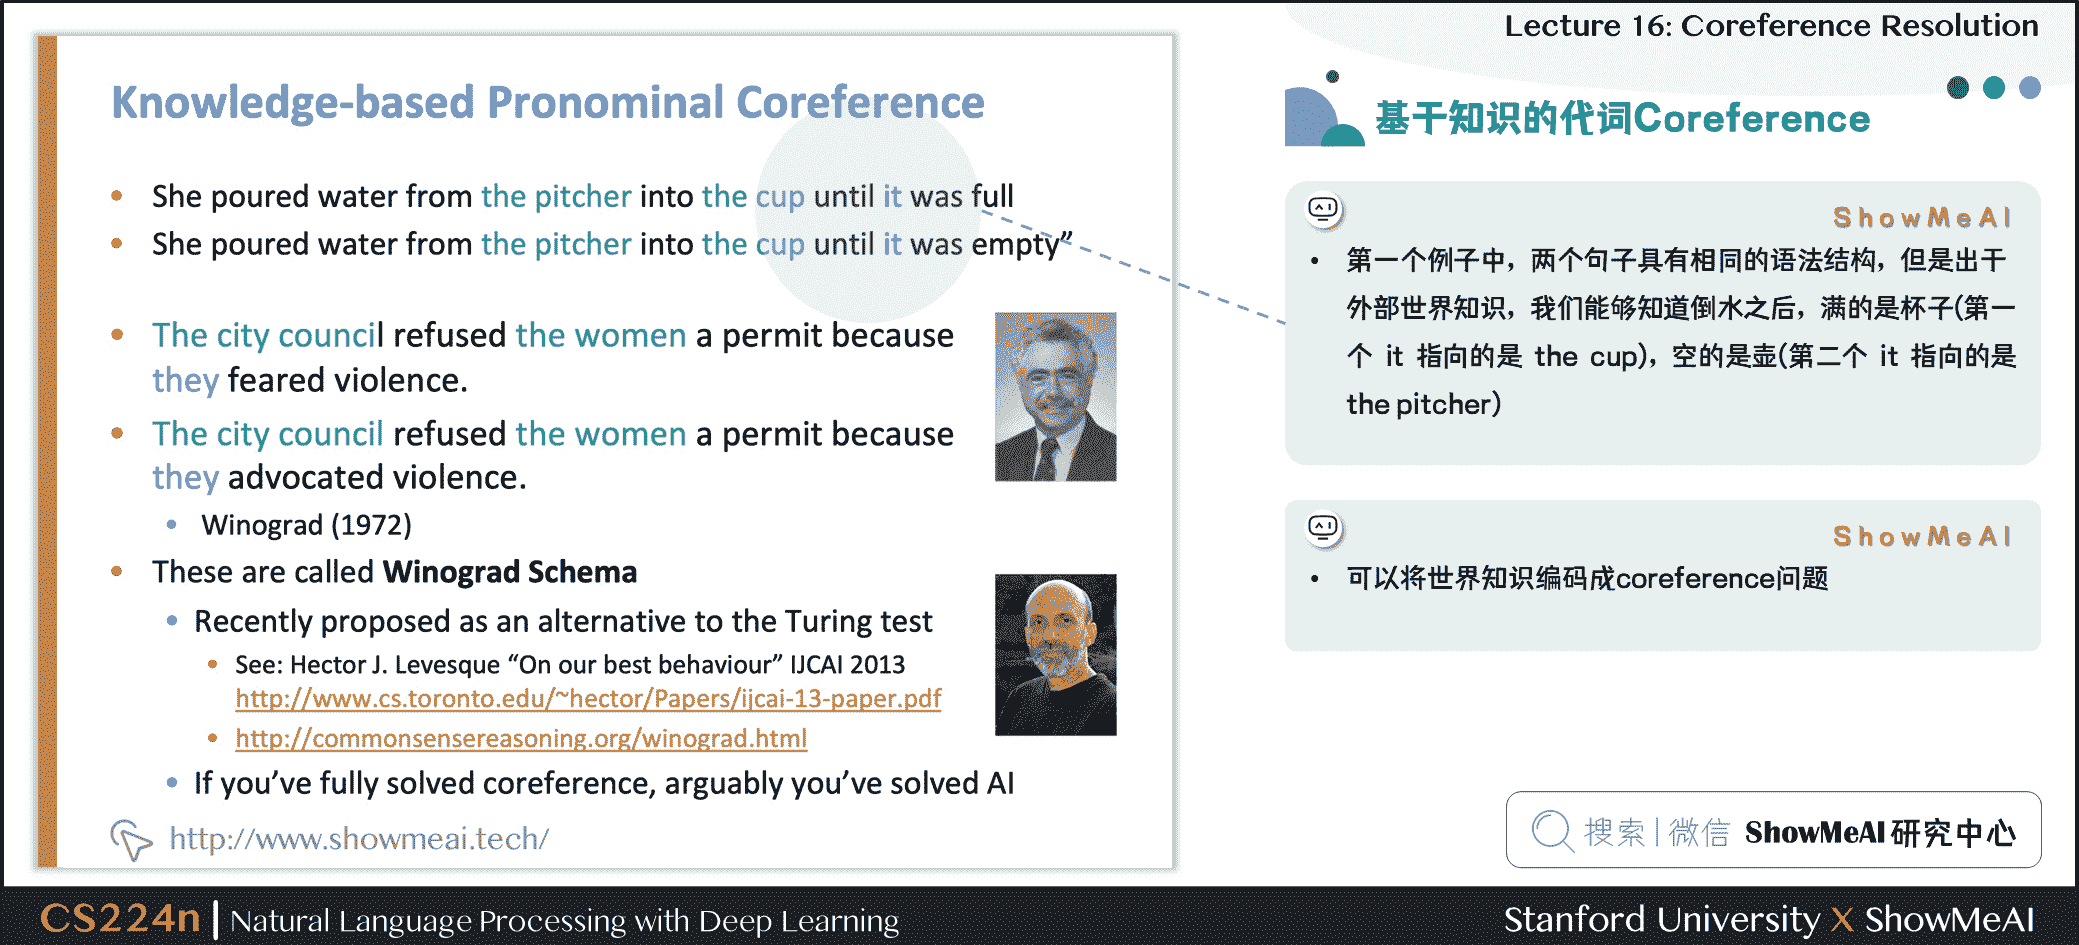 Lecture 16: Coreference Resolution
Knowledge-based Pronominal Coreference
She poured water from the pitcher into the cup until it was full
She poured water from the pitcher into the cup until it was empty”
The city council refused the women a permit because
they feared violence.
The city council refused the women a permit because
they advocated violence.
Winograd (1972)
These are called Winograd Schema
Recently proposed as an alternative to the Turing test
See: Hector J. Levesque “On our best behaviour” IJCAI 2013
http://www.cs.toronto.edu/~hector/Papers/ijcai-13-paper.pdf
http://commonsensereasoning.org/winograd.html
If you’ve fully solved coreference, arguably you’ve solved AI
http://www.showmeai.tech/
基于知识的代词Coreference
ShowMeAI
第一个例子中，两个句子具有相同的语法结构，但是出于
外部世界知识，我们能够知道倒水之后，满的是杯子(第一
个 it 指向的是 the cup)，空的是壶(第二个 it 指向的是
the pitcher)
ShowMeAI
可以将世界知识编码成coreference问题
搜索|微信 ShowMeAI 研究中心
CS224n | Natural Language Processing with Deep Learning
Stanford University X ShowMeAI